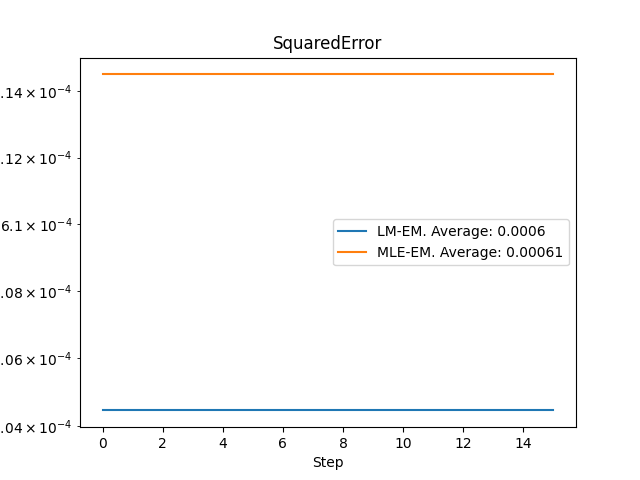 SquaredError
.14 × 10⁻⁴
.12 × 10⁻⁴
6.1 × 10⁻⁴
.08 × 10⁻⁴
.06 × 10⁻⁴
.04 × 10⁻⁴
LM-EM. Average: 0.0006
MLE-EM. Average: 0.00061
0 2 4 6 8 10 12 14
Step